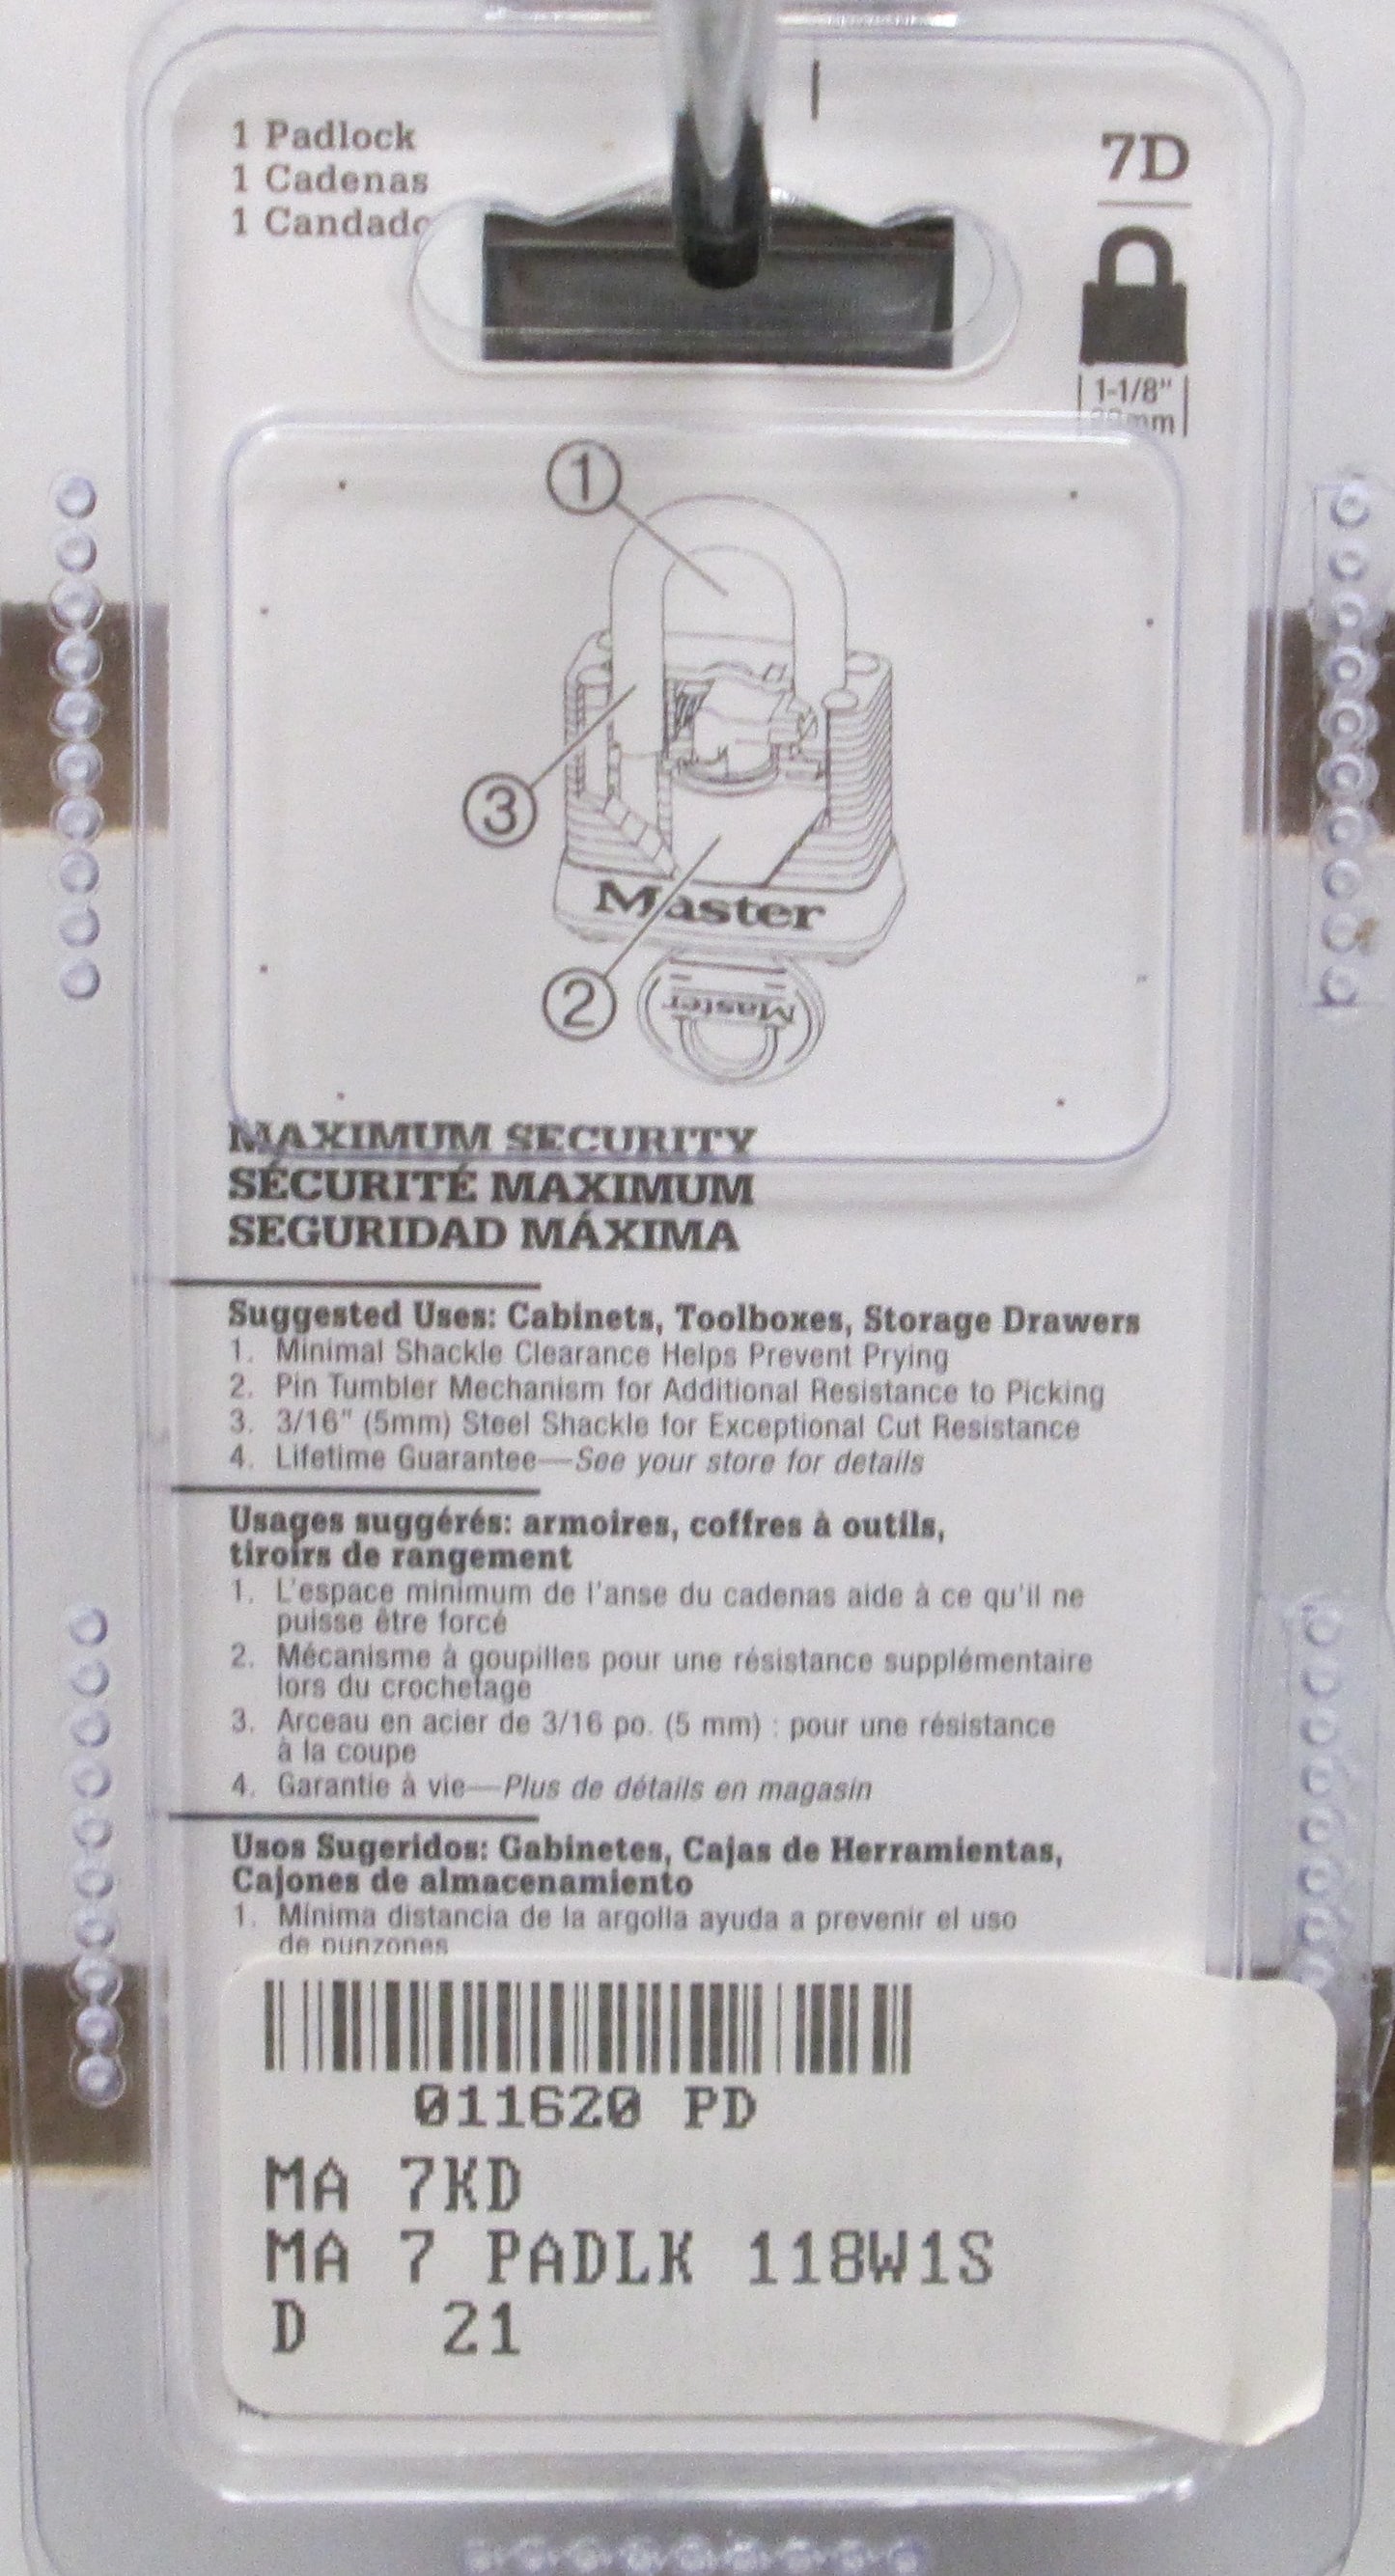 1 Padlock
1 Cadenas
1 Candado
7D
1-1/8"
mm
1
3
Master
2
Master
MAXIMUM SECURITY
SÉCURITÉ MAXIMUM
SEGURIDAD MÁXIMA
Suggested Uses: Cabinets, Toolboxes, Storage Drawers
1. Minimal Shackle Clearance Helps Prevent Prying
2. Pin Tumbler Mechanism for Additional Resistance to Picking
3. 3/16" (5mm) Steel Shackle for Exceptional Cut Resistance
4. Lifetime Guarantee—See your store for details
Usages suggérés: armoires, coffres à outils,
tiroirs de rangement
1. L'espace minimum de l'anse du cadenas aide à ce qu'il ne
puisse être forcé
2. Mécanisme à goupilles pour une résistance supplémentaire
lors du crochetage
3. Arceau en acier de 3/16 po. (5 mm) : pour une résistance
à la coupe
4. Garantie à vie—Plus de détails en magasin
Usos Sugeridos: Gabinetes, Cajas de Herramientas,
Cajones de almacenamiento
1. Mínima distancia de la argolla ayuda a prevenir el uso
de punzones
011620 PD
MA 7KD
MA 7 PADLK 118W1S
D 21